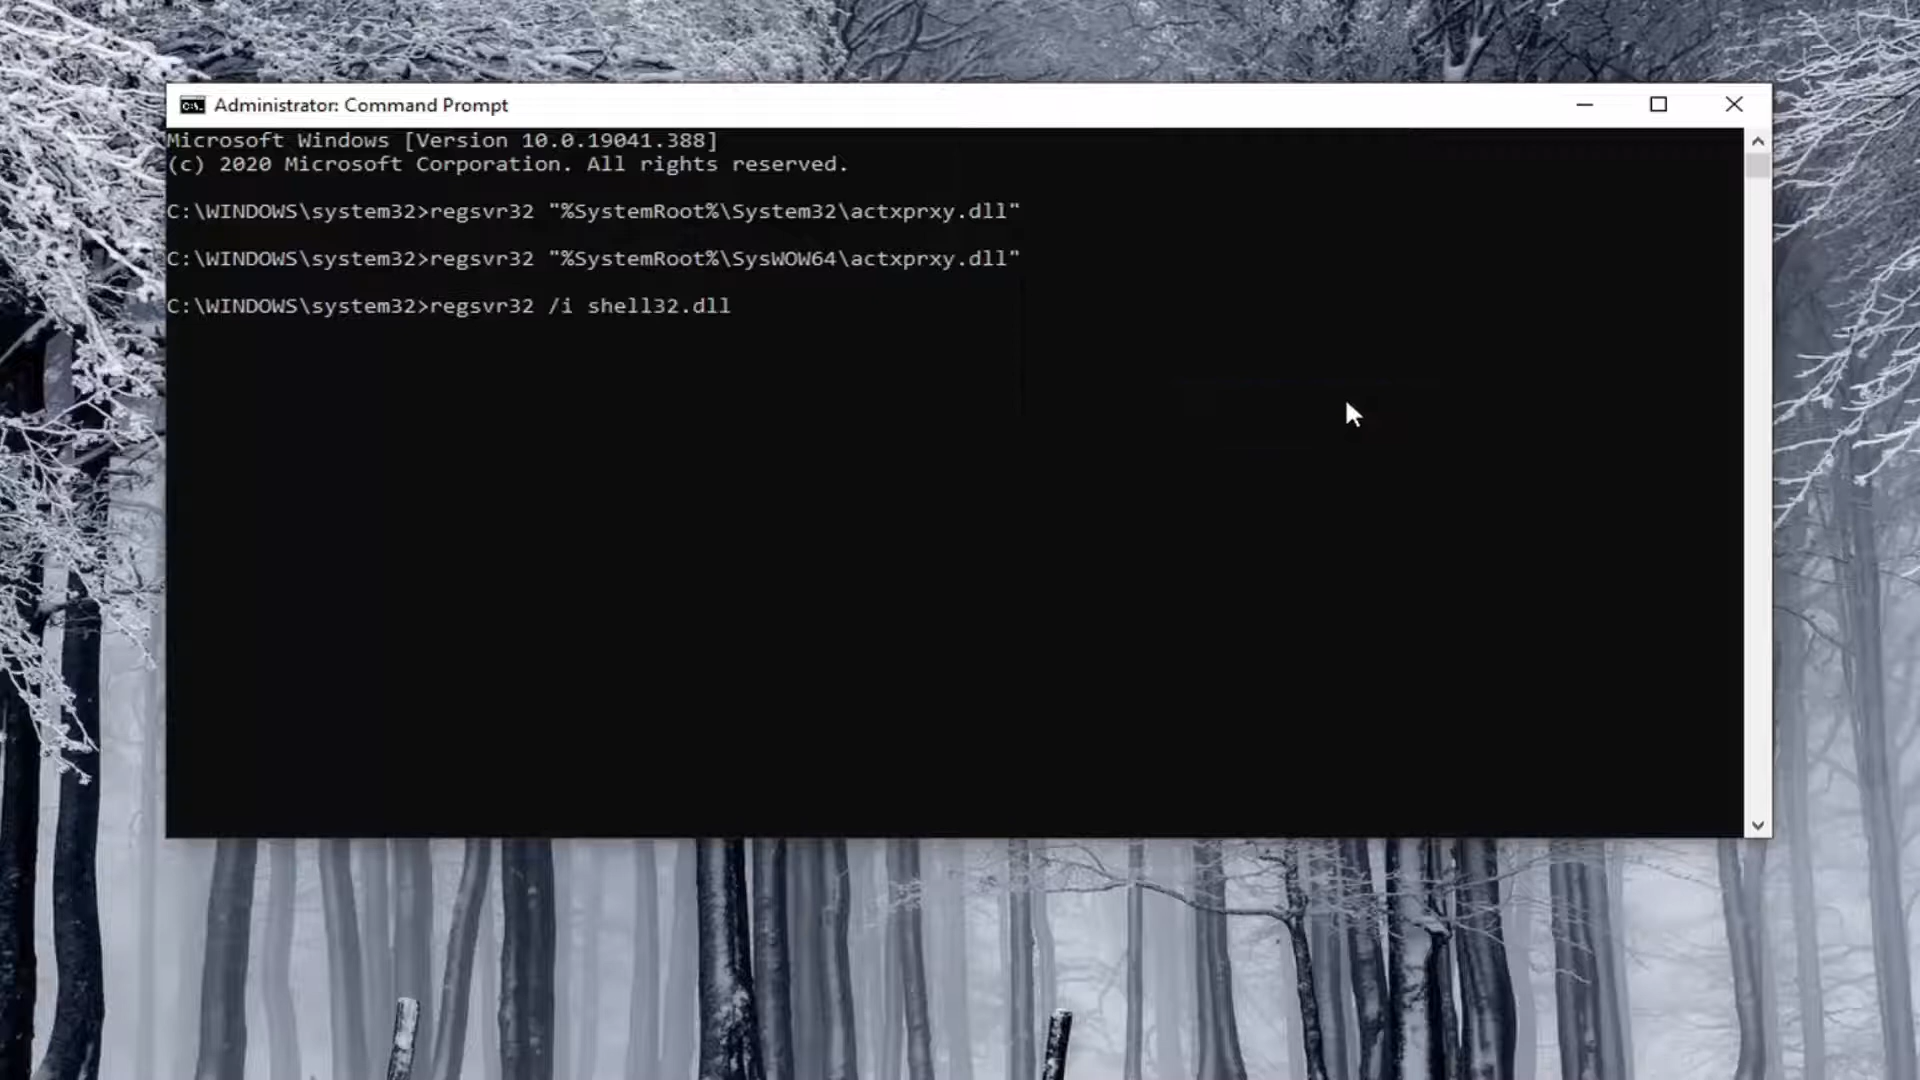 Administrator: Command Prompt
Microsoft Windows [Version 10.0.19041.388]
(c) 2020 Microsoft Corporation. All rights reserved.
C:\WINDOWS\system32>regsvr32 "%SystemRoot%\System32\actxprxy.dll"
C:\WINDOWS\system32>regsvr32 "%SystemRoot%\SysWOW64\actxprxy.dll"
C:\WINDOWS\system32>regsvr32 /i shell32.dll